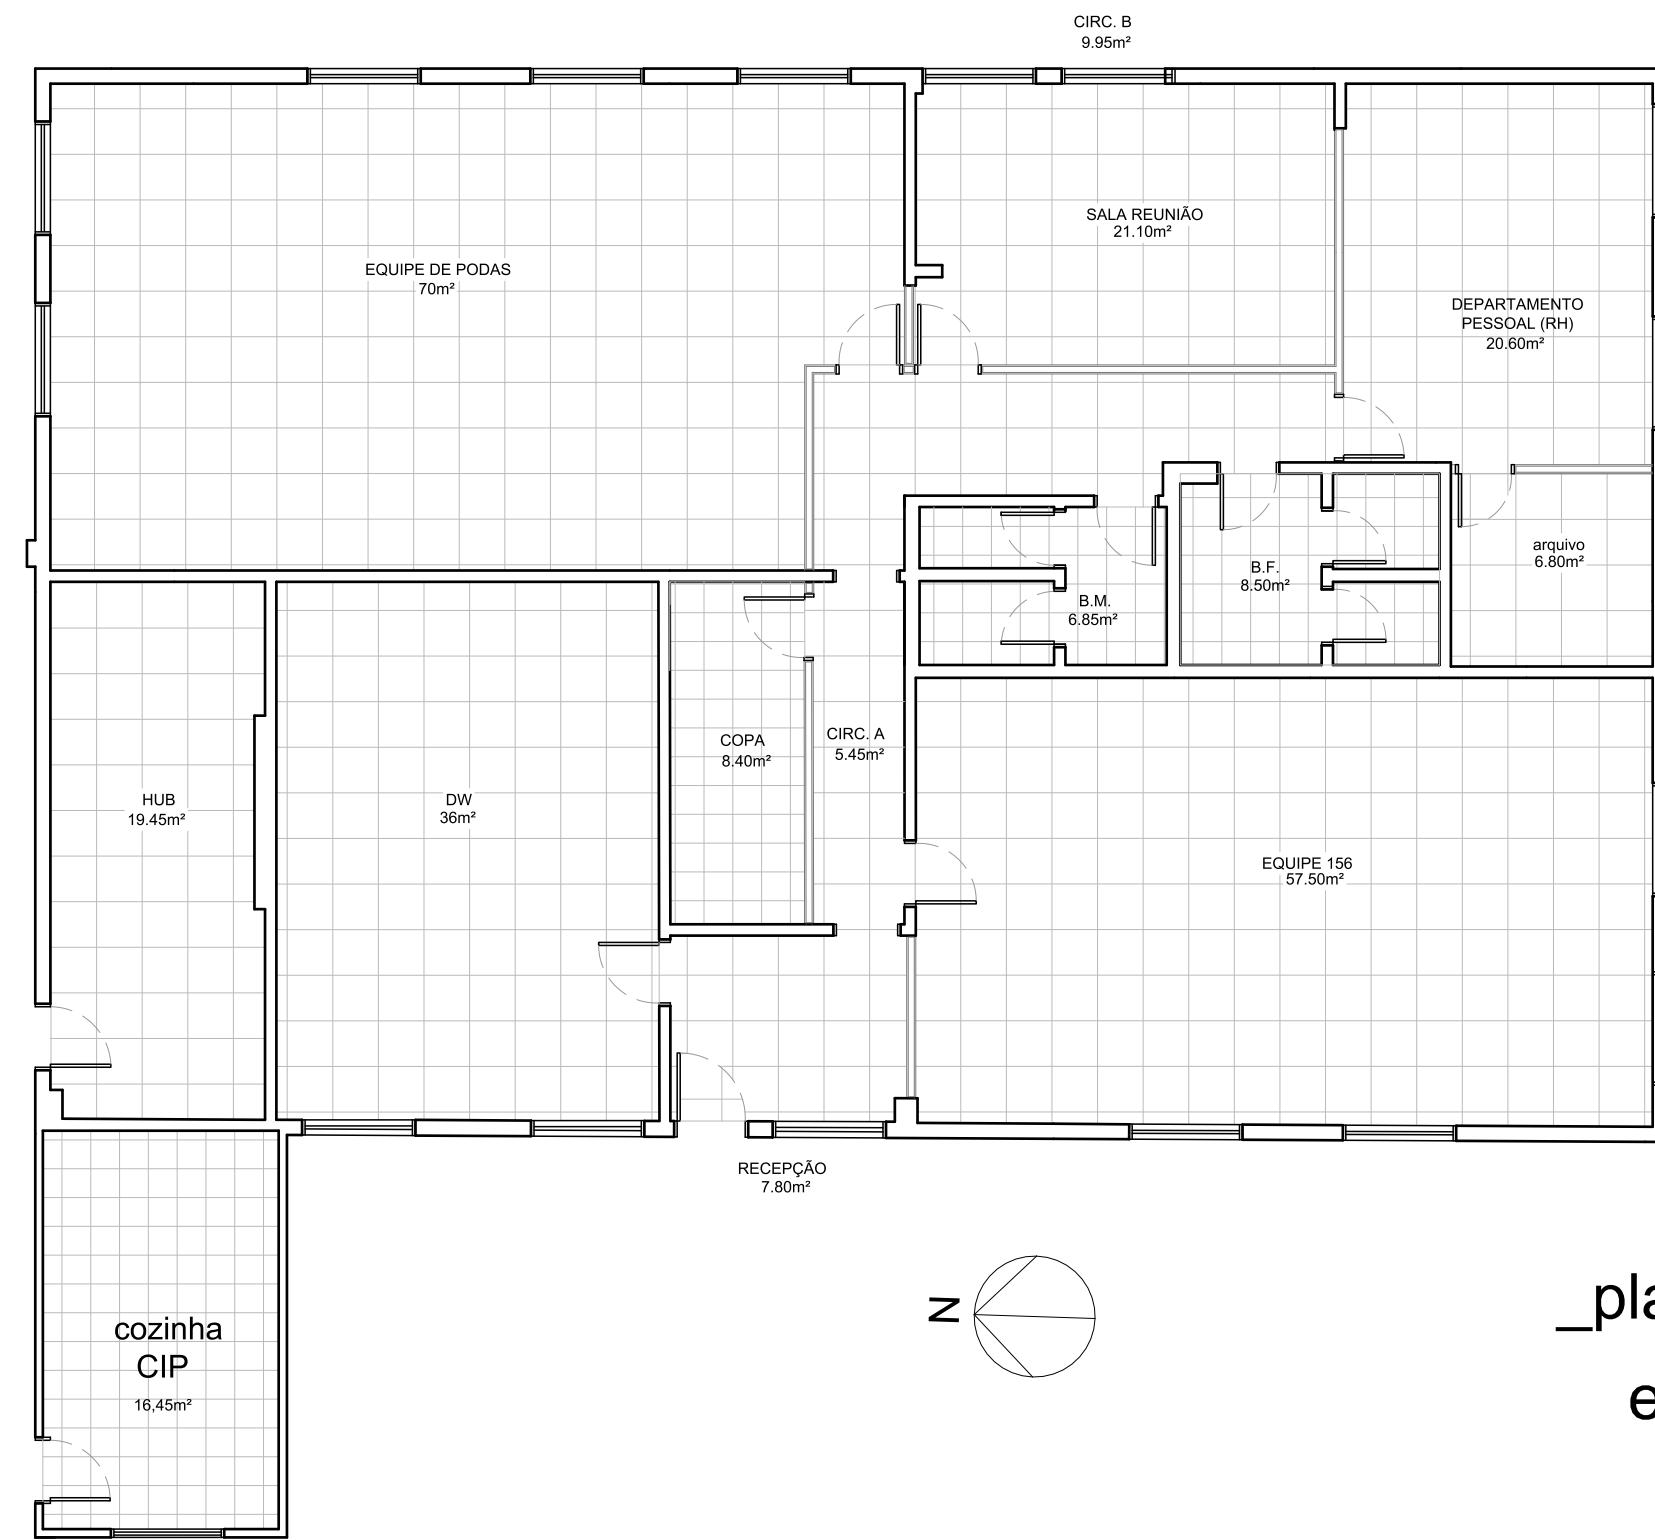 CIRC. B
9.95m²
SALA REUNIÃO
21.10m²
EQUIPE DE PODAS
70m²
DEPARTAMENTO
PESSOAL (RH)
20.60m²
arquivo
6.80m²
B.F.
8.50m²
B.M.
6.85m²
COPA
8.40m²
CIRC. A
5.45m²
HUB
19.45m²
DW
36m²
EQUIPE 156
57.50m²
RECEPÇÃO
7.80m²
N
_pla
e
cozinha
CIP
16,45m²